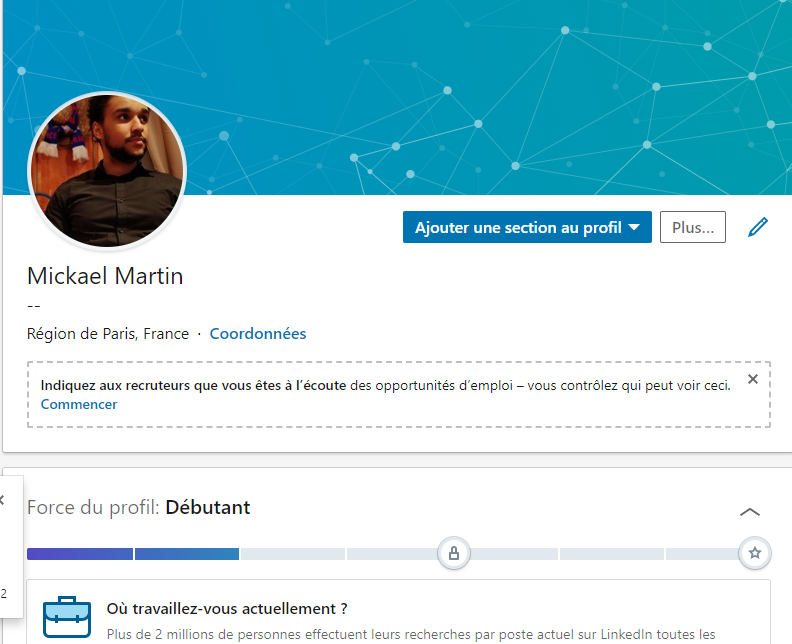 Ajouter une section au profil
Plus...
Mickael Martin
--
Région de Paris, France · Coordonnées
Indiquez aux recruteurs que vous êtes à l'écoute des opportunités d'emploi – vous contrôlez qui peut voir ceci.
Commencer
Force du profil: Débutant
2
Où travaillez-vous actuellement ?
Plus de 2 millions de personnes effectuent leurs recherches par poste actuel sur LinkedIn toutes les